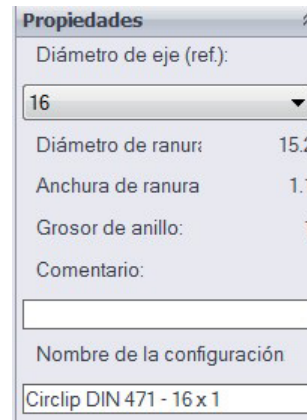 Propiedades
Diámetro de eje (ref.):
16
Diámetro de ranura 15.2
Anchura de ranura 1.1
Grosor de anillo:
Comentario:
Nombre de la configuración
Circlip DIN 471 - 16 x 1